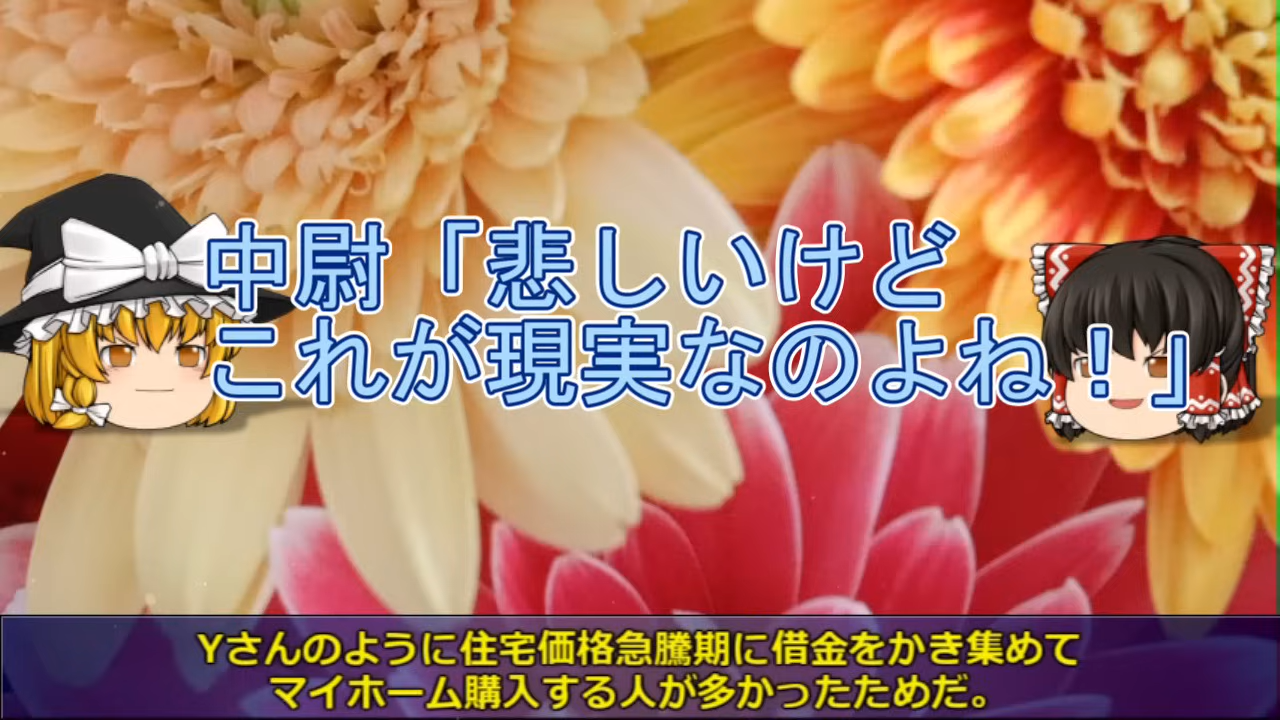 中尉「悲しいけど
これが現実なのよね！」
Yさんのように住宅価格急騰期に借金をかき集めて
マイホーム購入する人が多かったためだ。